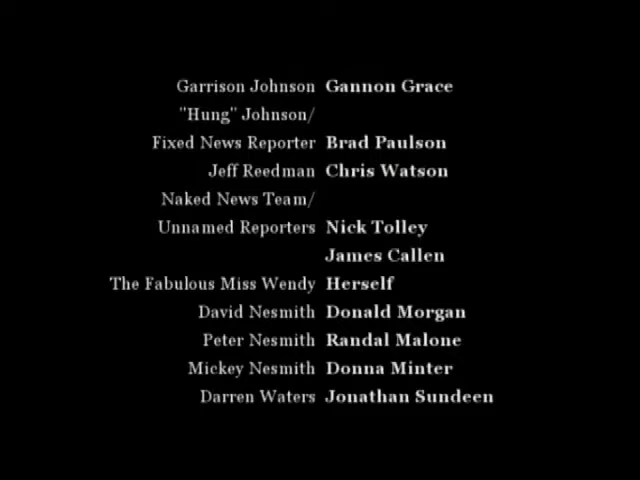 Garrison Johnson Gannon Grace
"Hung" Johnson/
Fixed News Reporter Brad Paulson
Jeff Reedman Chris Watson
Naked News Team/
Unnamed Reporters Nick Tolley
James Callen
The Fabulous Miss Wendy Herself
David Nesmith Donald Morgan
Peter Nesmith Randal Malone
Mickey Nesmith Donna Minter
Darren Waters Jonathan Sundeen